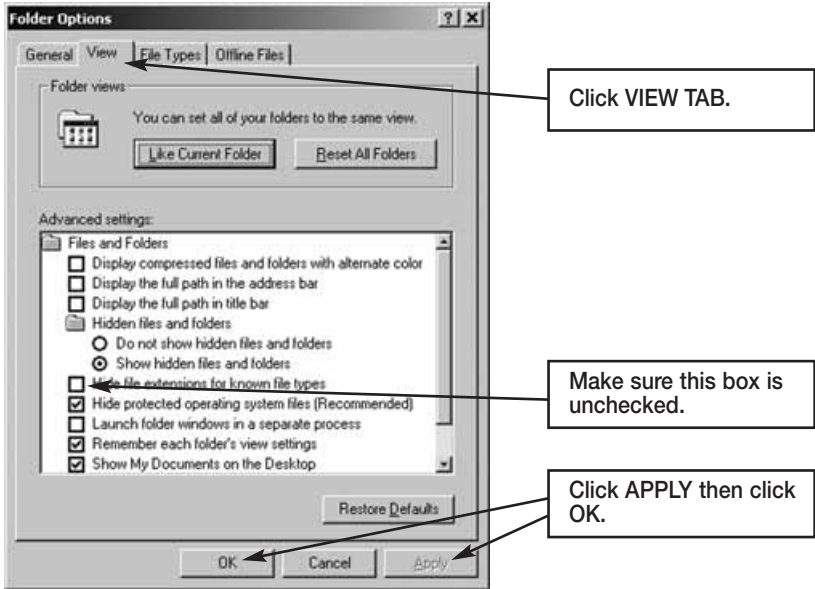 Folder Options
General View File Types Offline Files
Click VIEW TAB.
Folder views
You can set all of your folders to the same view.
Like Current Folder Reset All Folders
Advanced settings:
Files and Folders
Display compressed files and folders with alternate color
Display the full path in the address bar
Display the full path in title bar
Hidden files and folders
Do not show hidden files and folders
Show hidden files and folders
Hide file extensions for known file types
Hide protected operating system files (Recommended)
Launch folder windows in a separate process
Remember each folder's view settings
Show My Documents on the Desktop
Make sure this box is
unchecked.
Restore Defaults
Click APPLY then click
OK.
OK Cancel Apply